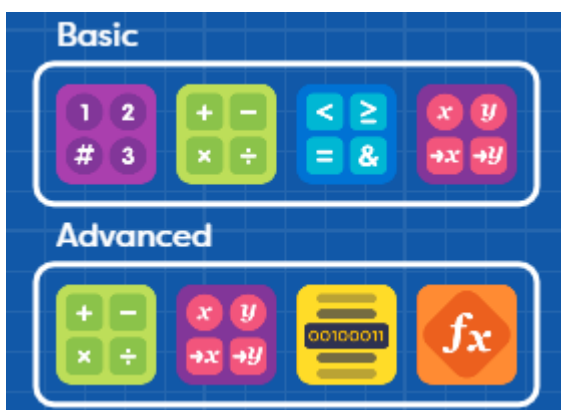 Basic
1 2 + − < ≥ x y
# 3 × ÷ = & →x →y
Advanced
+ − x y
× ÷ →x →y 00100011 fx